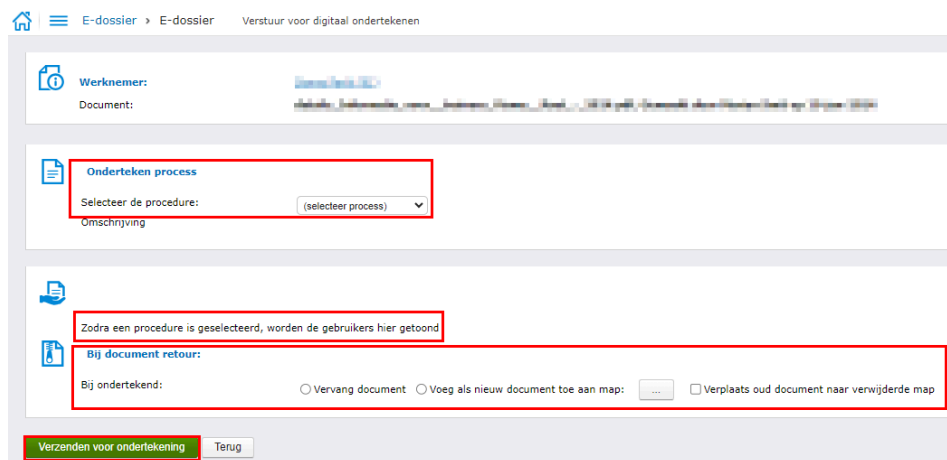 E-dossier › E-dossier Verstuur voor digitaal ondertekenen
Werknemer:
Document:
Onderteken process
Selecteer de procedure: (selecteer process)
Omschrijving
Zodra een procedure is geselecteerd, worden de gebruikers hier getoond
Bij document retour:
Bij ondertekend: Vervang document Voeg als nieuw document toe aan map: ... Verplaats oud document naar verwijderde map
Verzenden voor ondertekening Terug